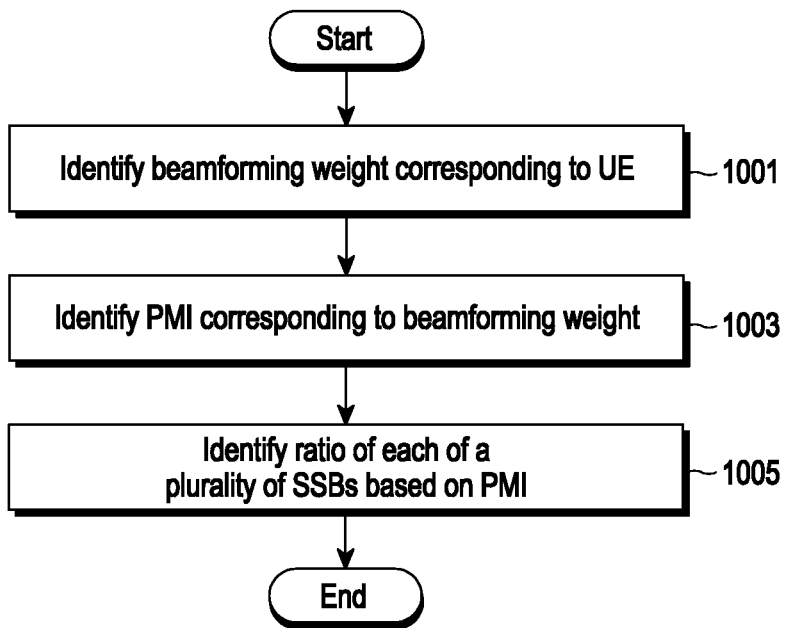 Start
Identify beamforming weight corresponding to UE
1001
Identify PMI corresponding to beamforming weight
1003
Identify ratio of each of a
plurality of SSBs based on PMI
1005
End